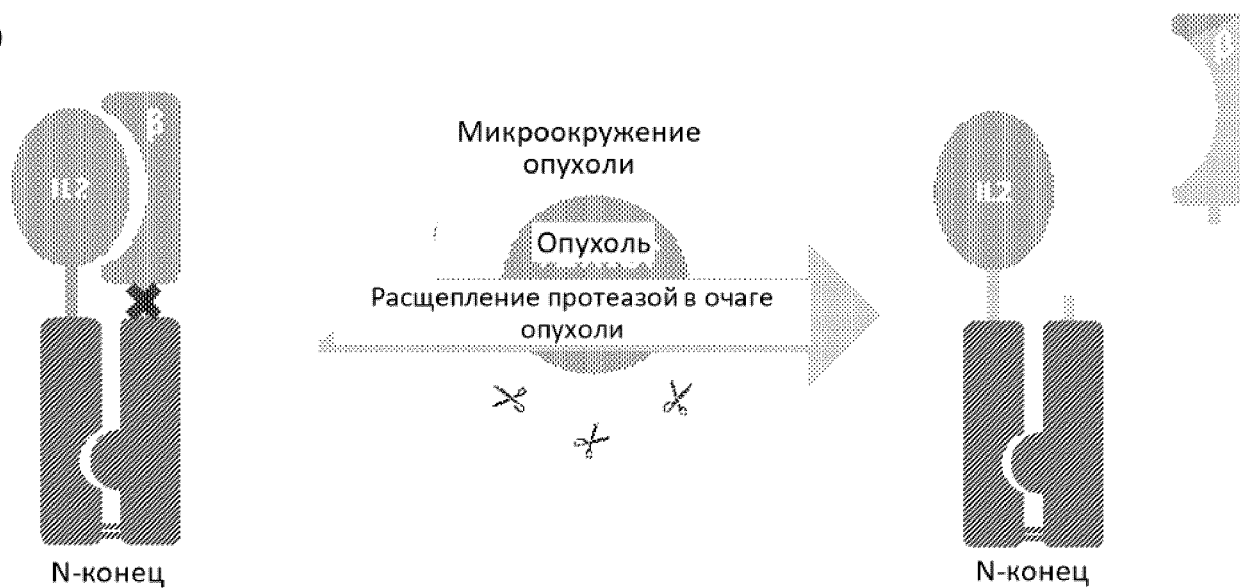 )
β
IL2
N-конец
Микроокружение
опухоли
Опухоль
Расщепление протеазой в очаге
опухоли
β
IL2
N-конец